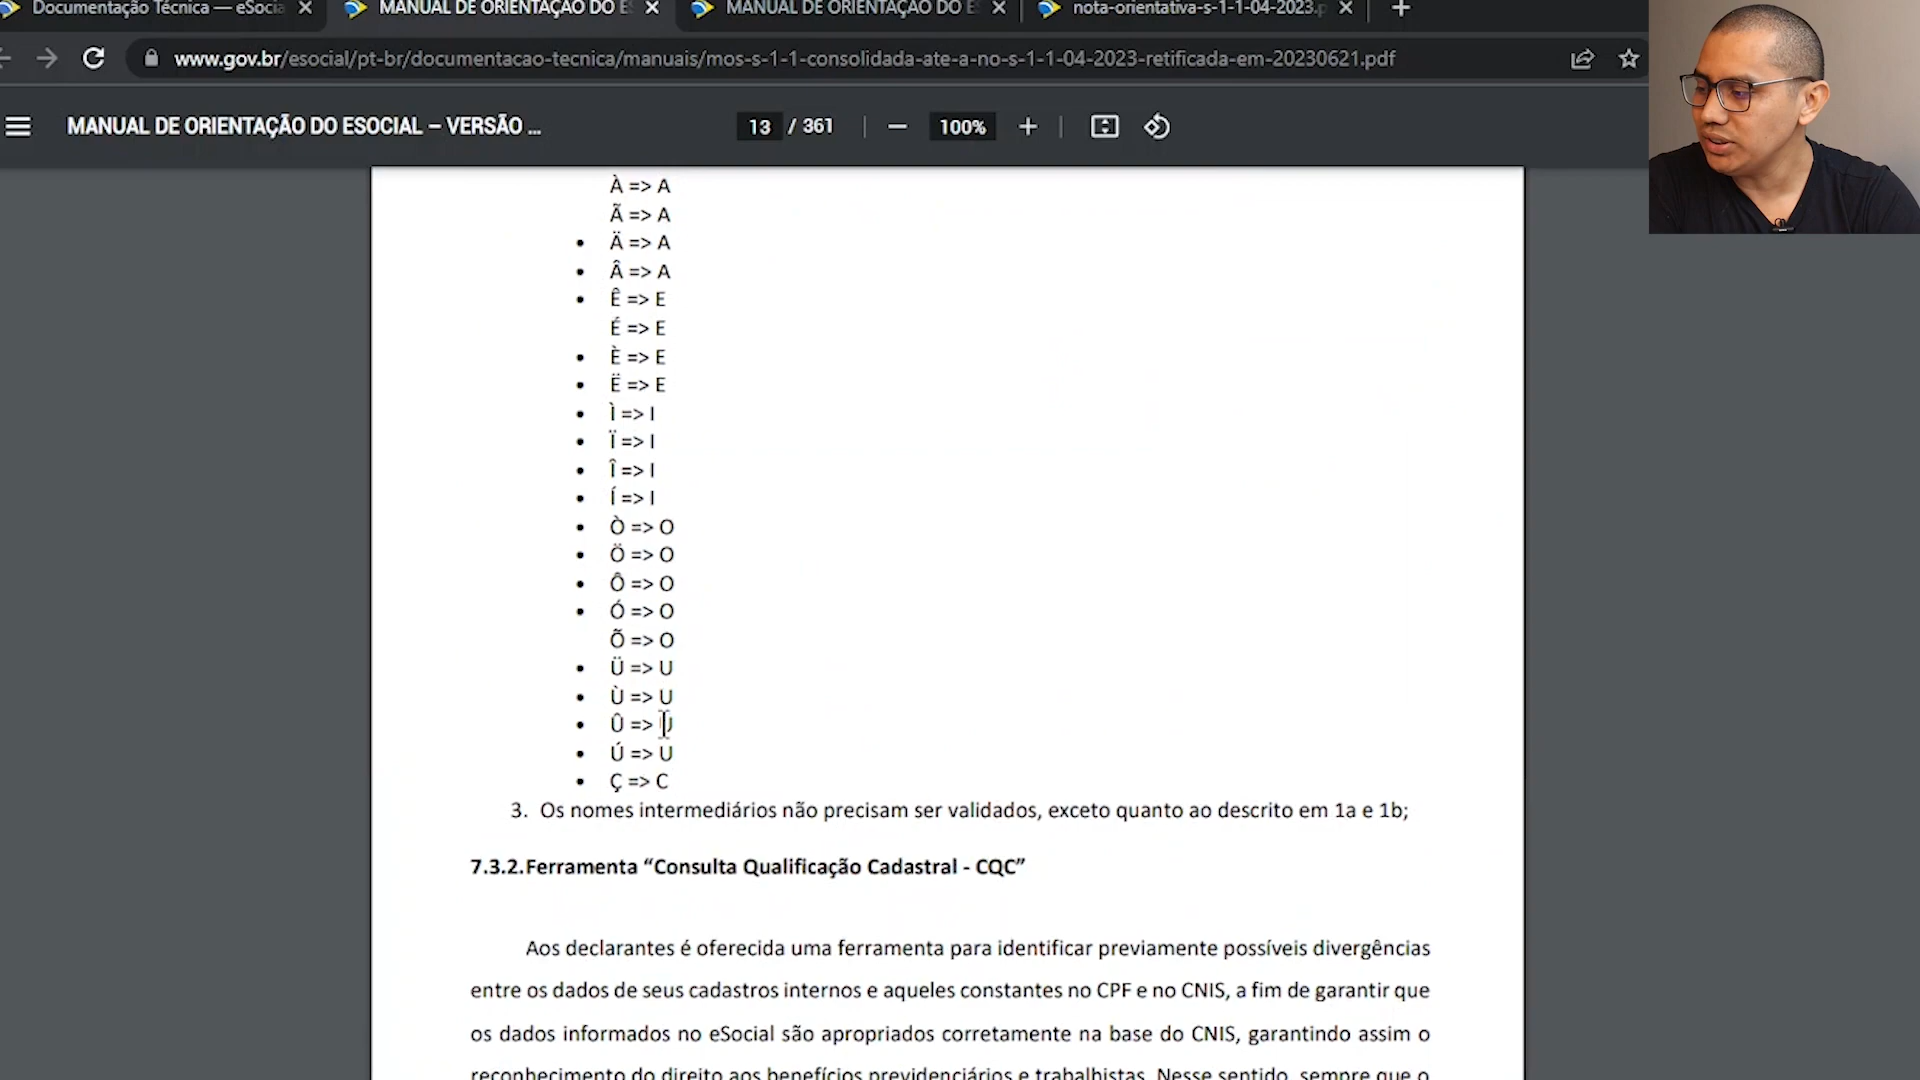 Documentação Técnica — eSocia
MANUAL DE ORIENTAÇÃO DO E
MANUAL DE ORIENTAÇÃO DO E
nota-orientativa-s-1-1-04-2023.p
www.gov.br/esocial/pt-br/documentacao-tecnica/manuais/mos-s-1-1-consolidada-ate-a-no-s-1-1-04-2023-retificada-em-20230621.pdf
MANUAL DE ORIENTAÇÃO DO ESOCIAL – VERSÃO ...
13 / 361
100%
À => A
Ã => A
• Ä => A
• Â => A
• Ê => E
É => E
• È => E
• Ë => E
• Ì => I
• Ï => I
• Î => I
• Í => I
• Ò => O
• Ö => O
• Ô => O
• Ó => O
Õ => O
• Ü => U
• Ù => U
• Û => U
• Ú => U
• Ç => C
3. Os nomes intermediários não precisam ser validados, exceto quanto ao descrito em 1a e 1b;
7.3.2.Ferramenta “Consulta Qualificação Cadastral - CQC”
Aos declarantes é oferecida uma ferramenta para identificar previamente possíveis divergências
entre os dados de seus cadastros internos e aqueles constantes no CPF e no CNIS, a fim de garantir que
os dados informados no eSocial são apropriados corretamente na base do CNIS, garantindo assim o
reconhecimento do direito aos benefícios previdenciários e trabalhistas. Nesse sentido, sempre que o